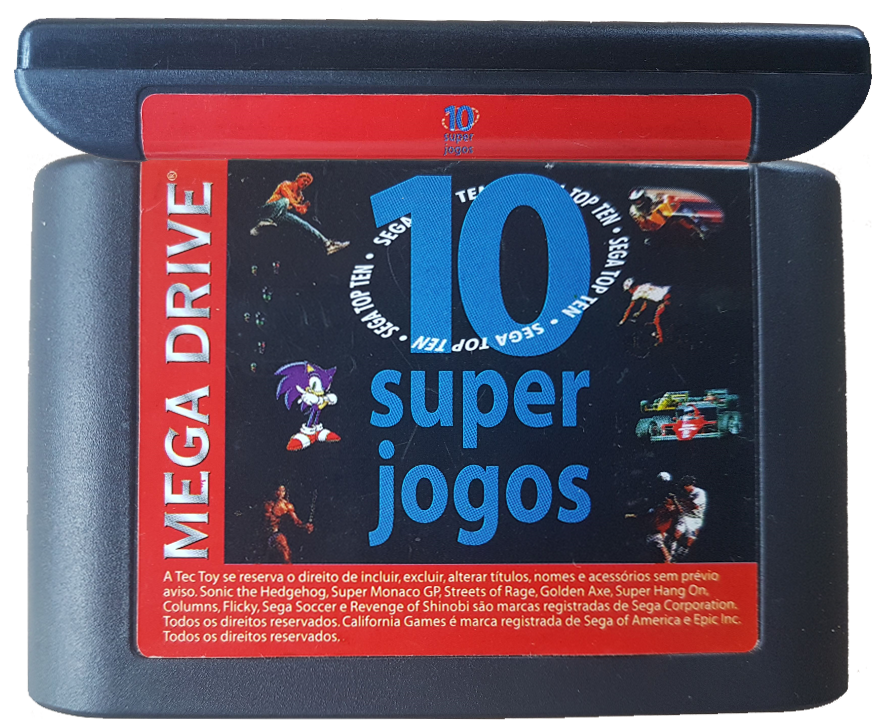 10
super
jogos
MEGA DRIVE®
10
SEGA TOP TEN • SEGA TOP TEN • SEGA TOP TEN • SEGA TEN
super
jogos
A Tec Toy se reserva o direito de incluir, excluir, alterar títulos, nomes e acessórios sem prévio
aviso. Sonic the Hedgehog, Super Monaco GP, Streets of Rage, Golden Axe, Super Hang On,
Columns, Flicky, Sega Soccer e Revenge of Shinobi são marcas registradas de Sega Corporation.
Todos os direitos reservados. California Games é marca registrada de Sega of America e Epic Inc.
Todos os direitos reservados.